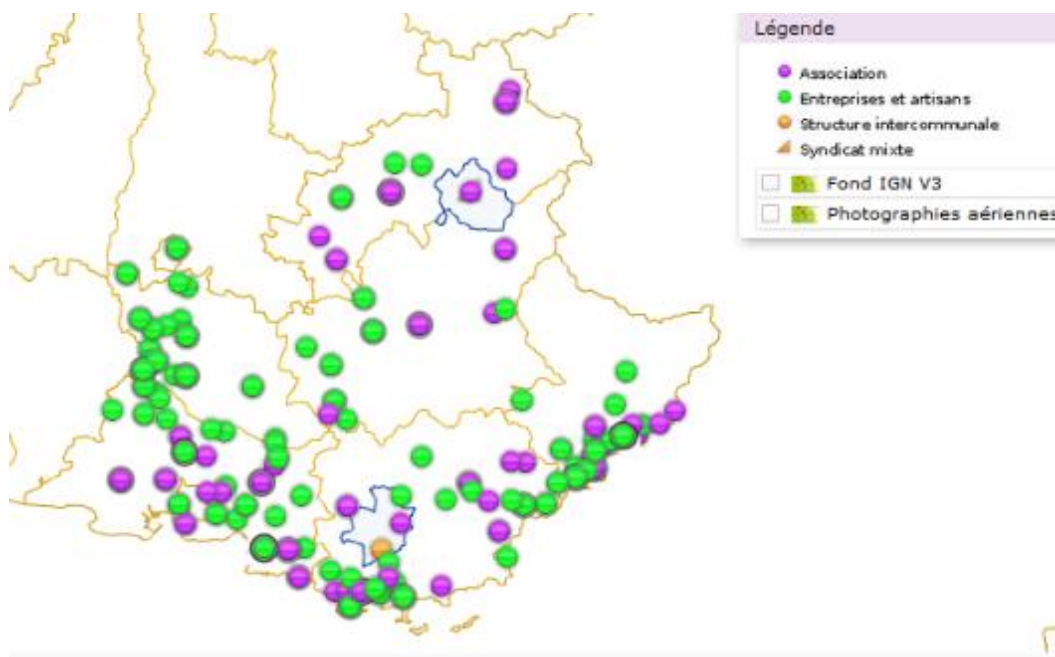 Légende
Association
Entreprises et artisans
Structure intercommunale
Syndicat mixte
Fond IGN V3
Photographies aériennes